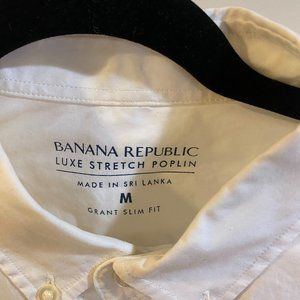 BANANA REPUBLIC
LUXE STRETCH POPLIN
MADE IN SRI LANKA
M
GRANT SLIM FIT